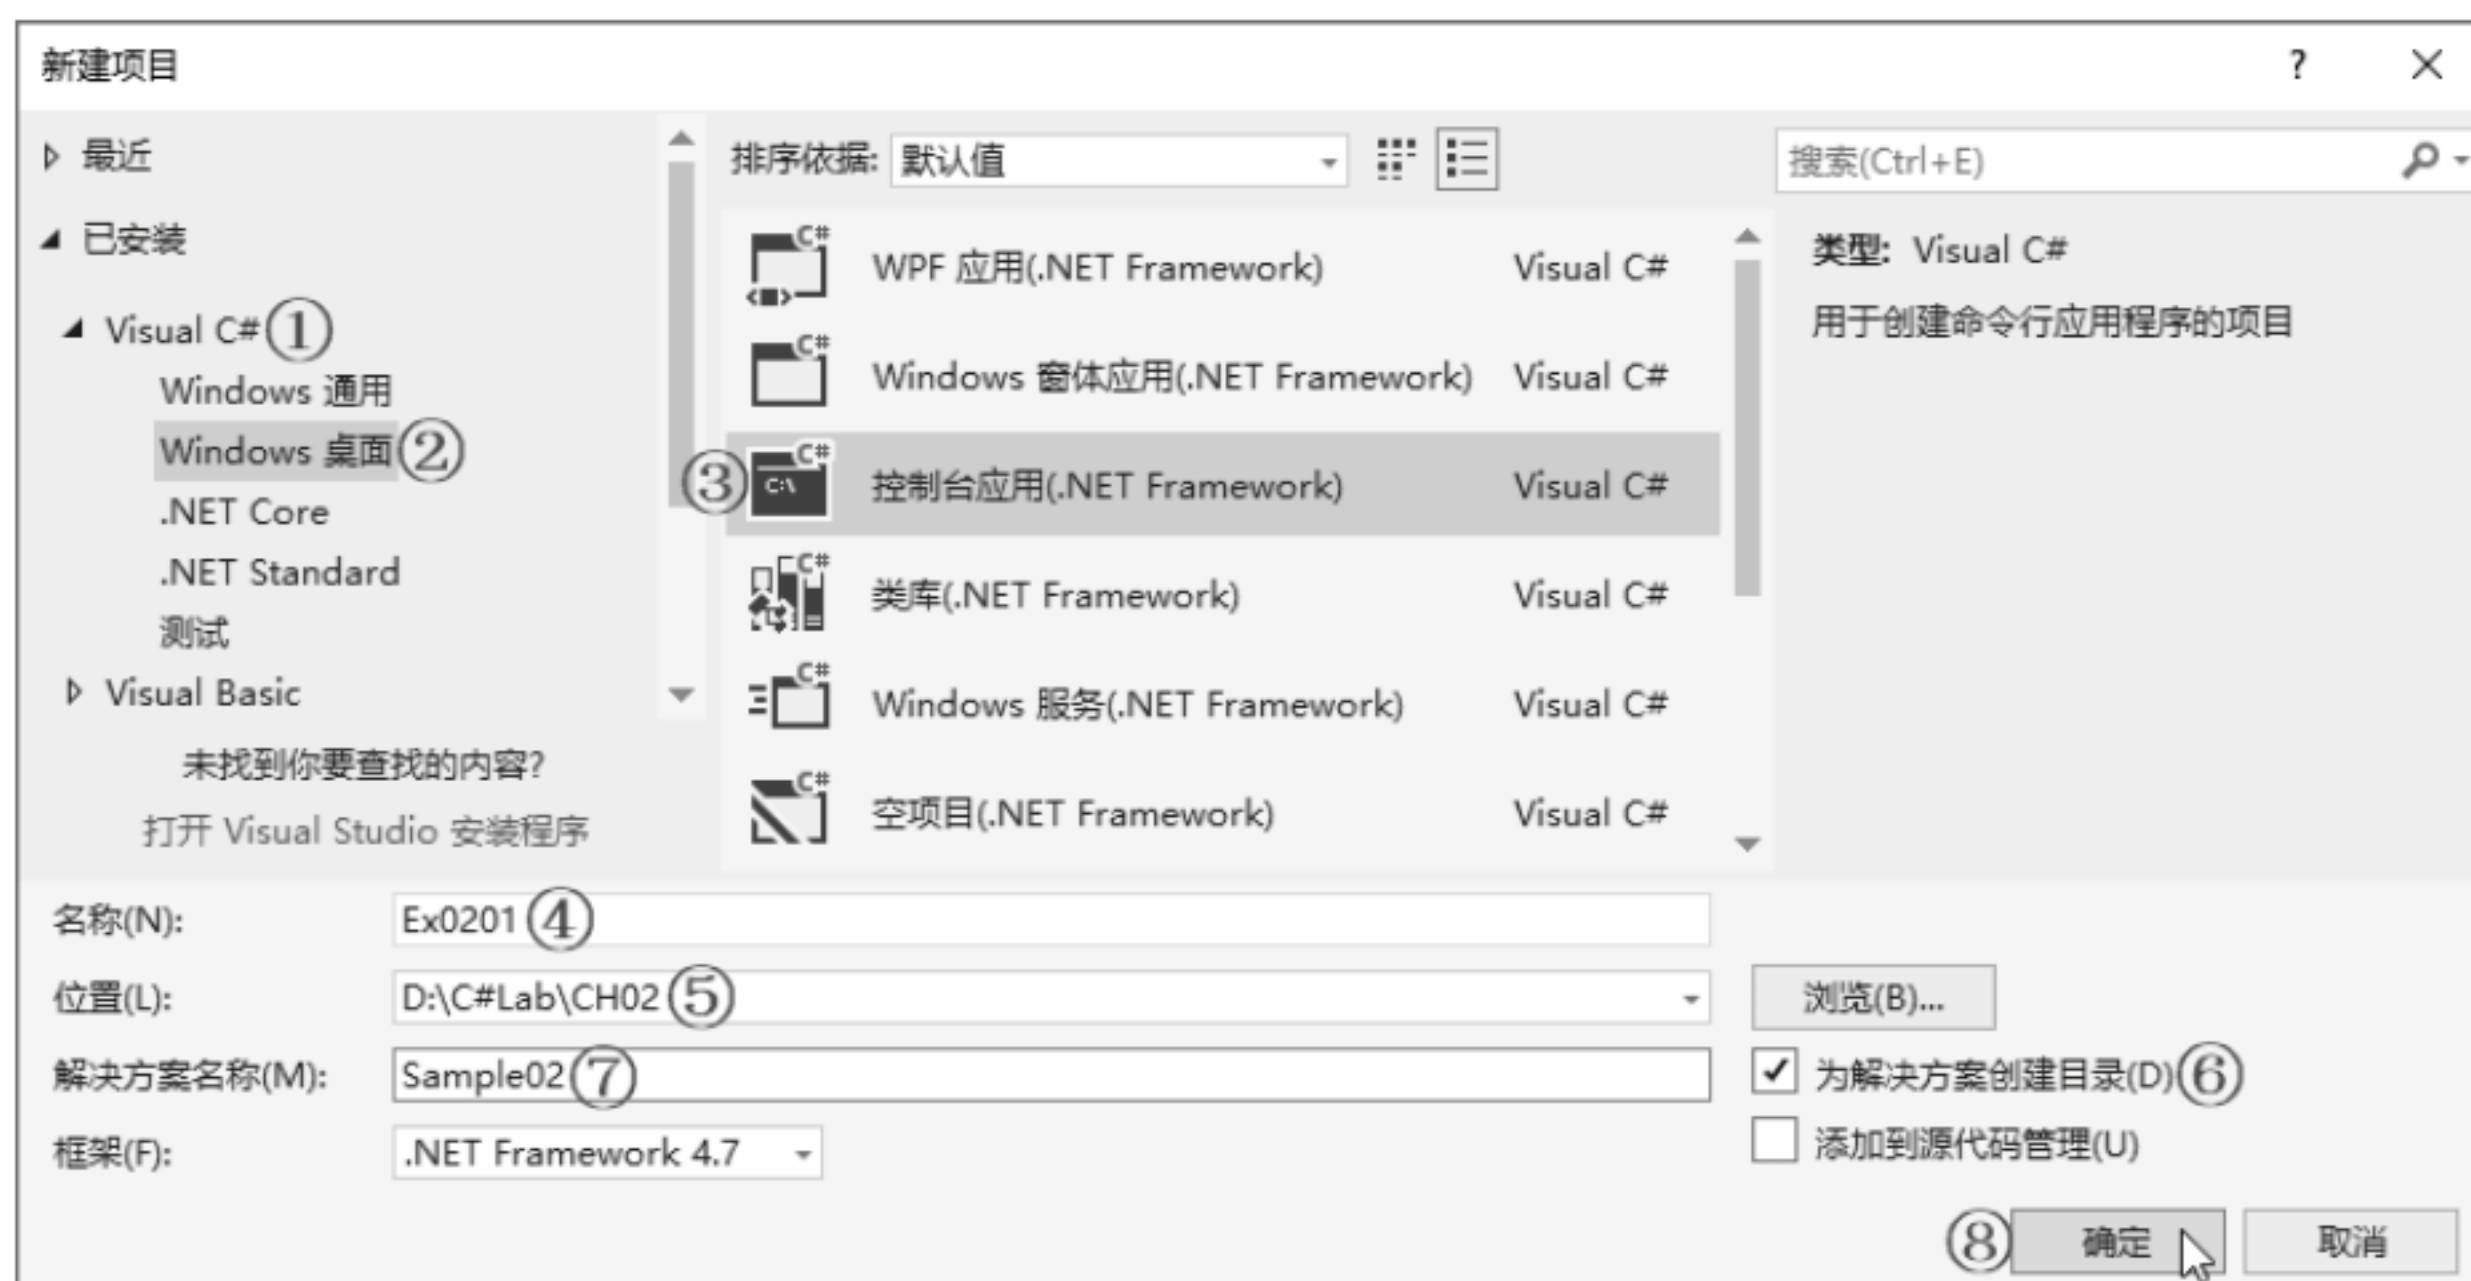 新建项目
? ×
最近
已安装
Visual C# ①
Windows 通用
Windows 桌面 ②
.NET Core
.NET Standard
测试
Visual Basic
未找到你要查找的内容?
打开 Visual Studio 安装程序
排序依据: 默认值
C# WPF 应用(.NET Framework) Visual C#
C# Windows 窗体应用(.NET Framework) Visual C#
③ C# C:\ 控制台应用(.NET Framework) Visual C#
C# 类库(.NET Framework) Visual C#
C# Windows 服务(.NET Framework) Visual C#
C# 空项目(.NET Framework) Visual C#
搜索(Ctrl+E)
类型: Visual C#
用于创建命令行应用程序的项目
名称(N): Ex0201 ④
位置(L): D:\C#Lab\CH02 ⑤ 浏览(B)...
解决方案名称(M): Sample02 ⑦ 为解决方案创建目录(D) ⑥
框架(F): .NET Framework 4.7 添加到源代码管理(U)
⑧ 确定 取消